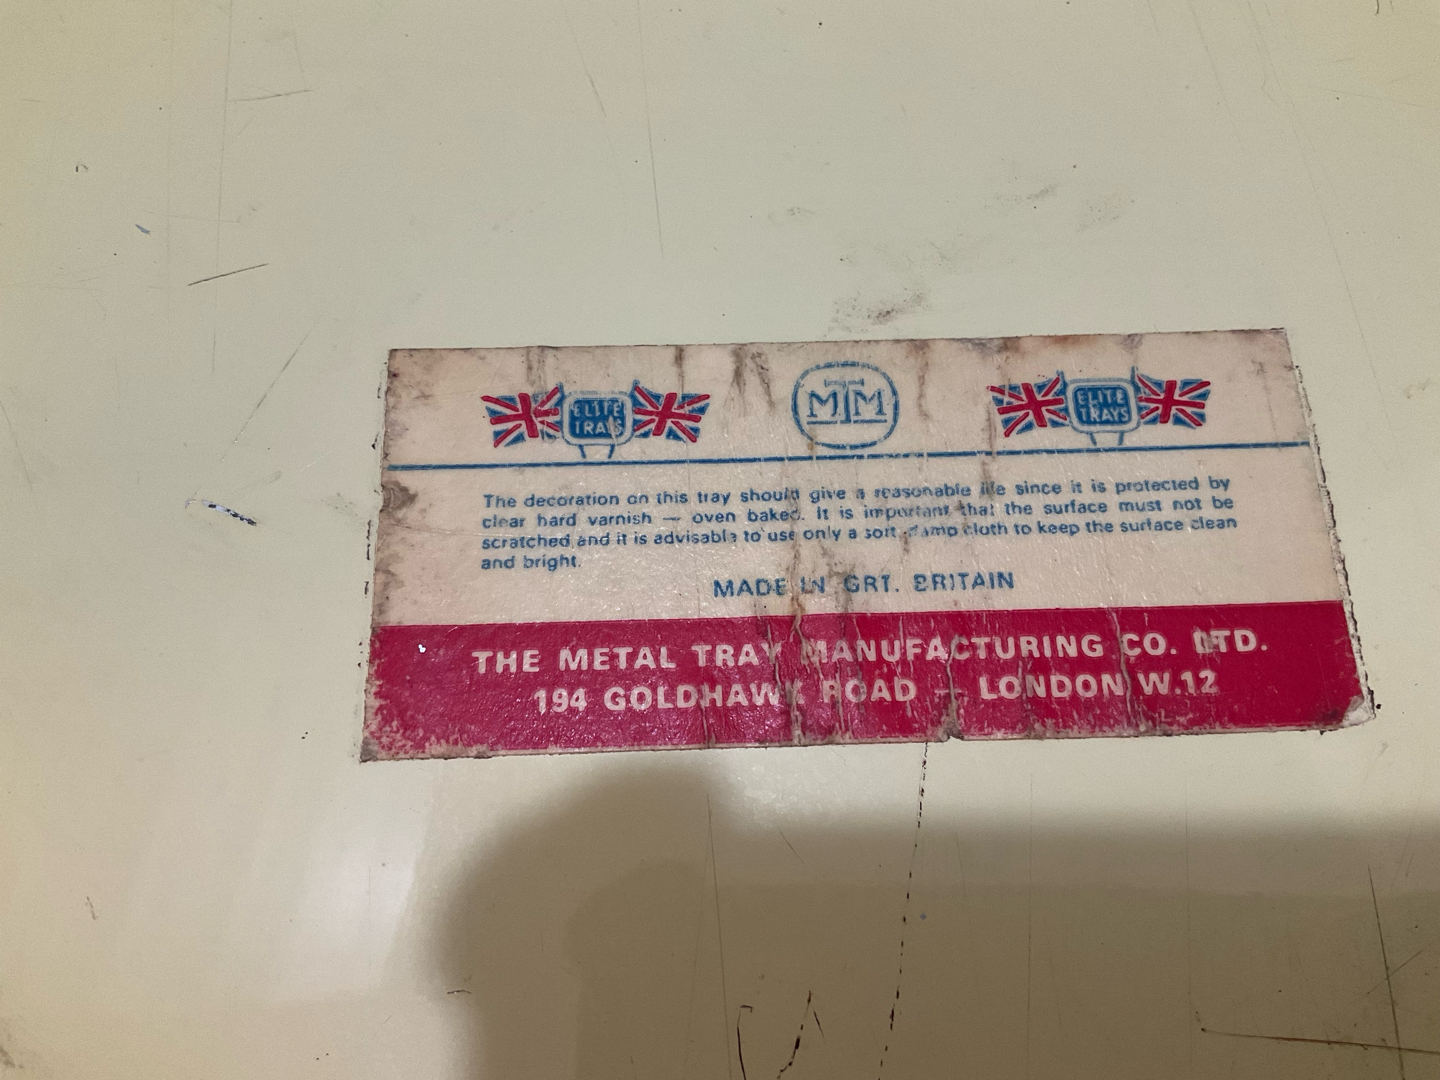 ELITE TRAYS
MTM
ELITE TRAYS
The decoration on this tray should give a reasonable life since it is protected by
clear hard varnish — oven baked. It is important that the surface must not be
scratched and it is advisable to use only a soft damp cloth to keep the surface clean
and bright.
MADE IN GRT. BRITAIN
THE METAL TRAY MANUFACTURING CO. LTD.
194 GOLDHAWK ROAD — LONDON W.12